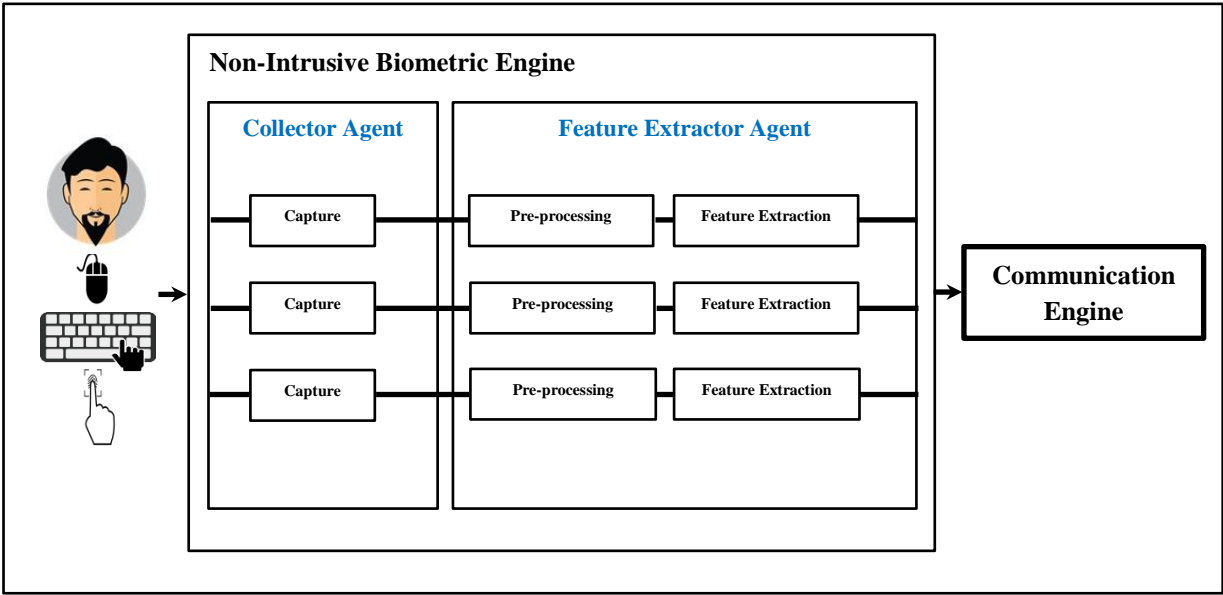 Non-Intrusive Biometric Engine
Collector Agent
Feature Extractor Agent
Capture
Pre-processing
Feature Extraction
Capture
Pre-processing
Feature Extraction
Capture
Pre-processing
Feature Extraction
Communication
Engine